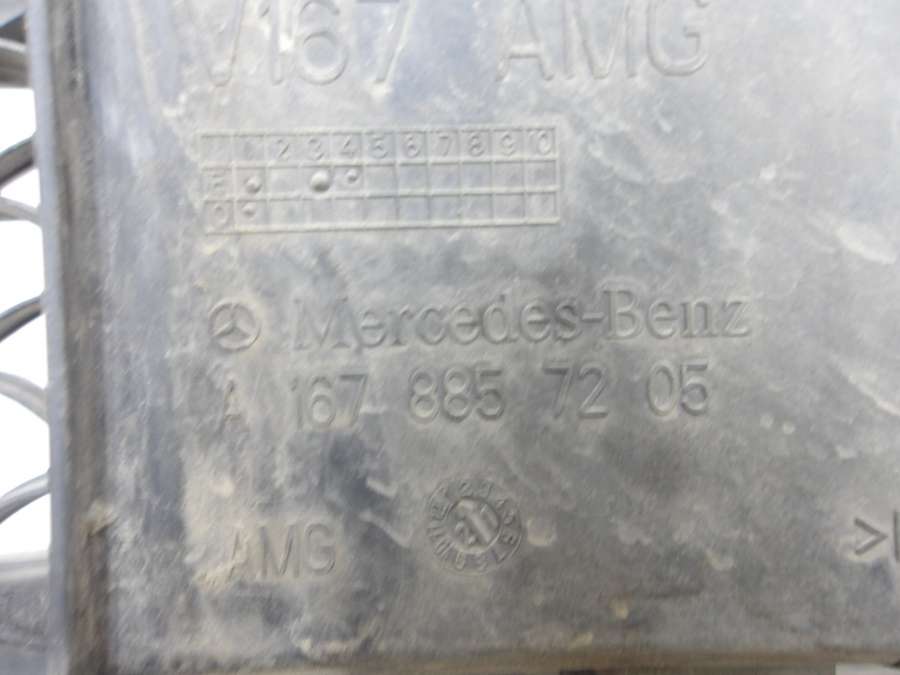 V167 AMG
1 2 3 4 5 6 7 8 9 0
E
Q
Mercedes-Benz
A 167 885 72 05
AMG
>